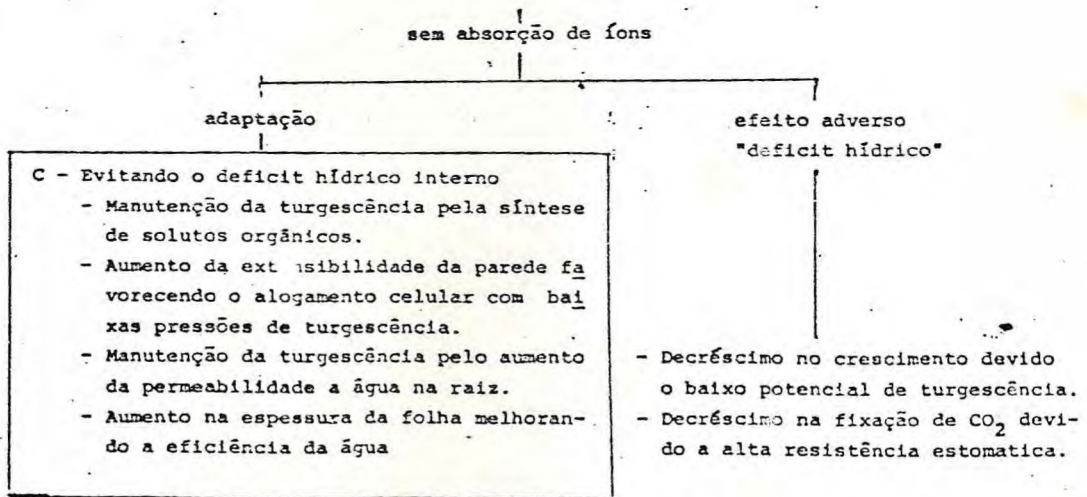 sem absorção de íons
adaptação
efeito adverso
"deficit hídrico"
C - Evitando o deficit hídrico interno
- Manutenção da turgescência pela síntese
de solutos orgânicos.
- Aumento da ext nsibilidade da parede fa
vorecendo o alogamento celular com bai
xas pressões de turgescência.
- Manutenção da turgescência pelo aumento
da permeabilidade a água na raiz.
- Aumento na espessura da folha melhoran-
do a eficiência da água
- Decréscimo no crescimento devido
o baixo potencial de turgescência.
- Decréscimo na fixação de CO2 devi-
do a alta resistência estomatica.